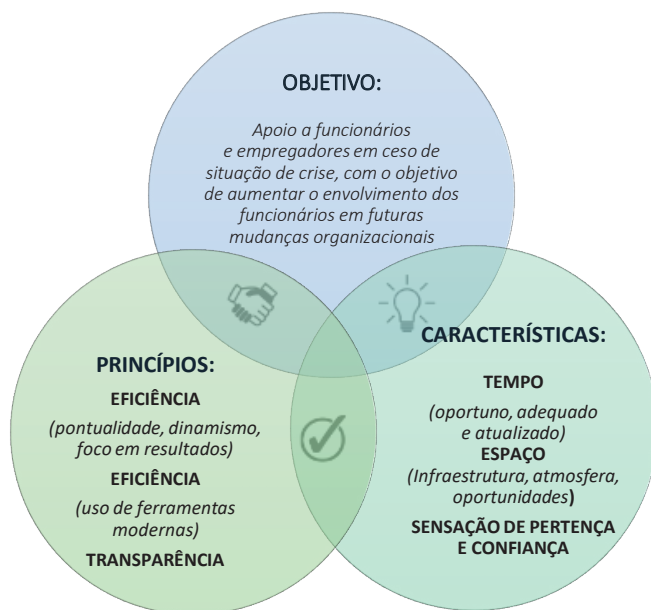 OBJETIVO:
Apoio a funcionários
e empregadores em ceso de
situação de crise, com o objetivo
de aumentar o envolvimento dos
funcionários em futuras
mudanças organizacionais
PRINCÍPIOS:
EFICIÊNCIA
(pontualidade, dinamismo,
foco em resultados)
EFICIÊNCIA
(uso de ferramentas
modernas)
TRANSPARÊNCIA
CARACTERÍSTICAS:
TEMPO
(oportuno, adequado
e atualizado)
ESPAÇO
(Infraestrutura, atmosfera,
oportunidades)
SENSAÇÃO DE PERTENÇA
E CONFIANÇA